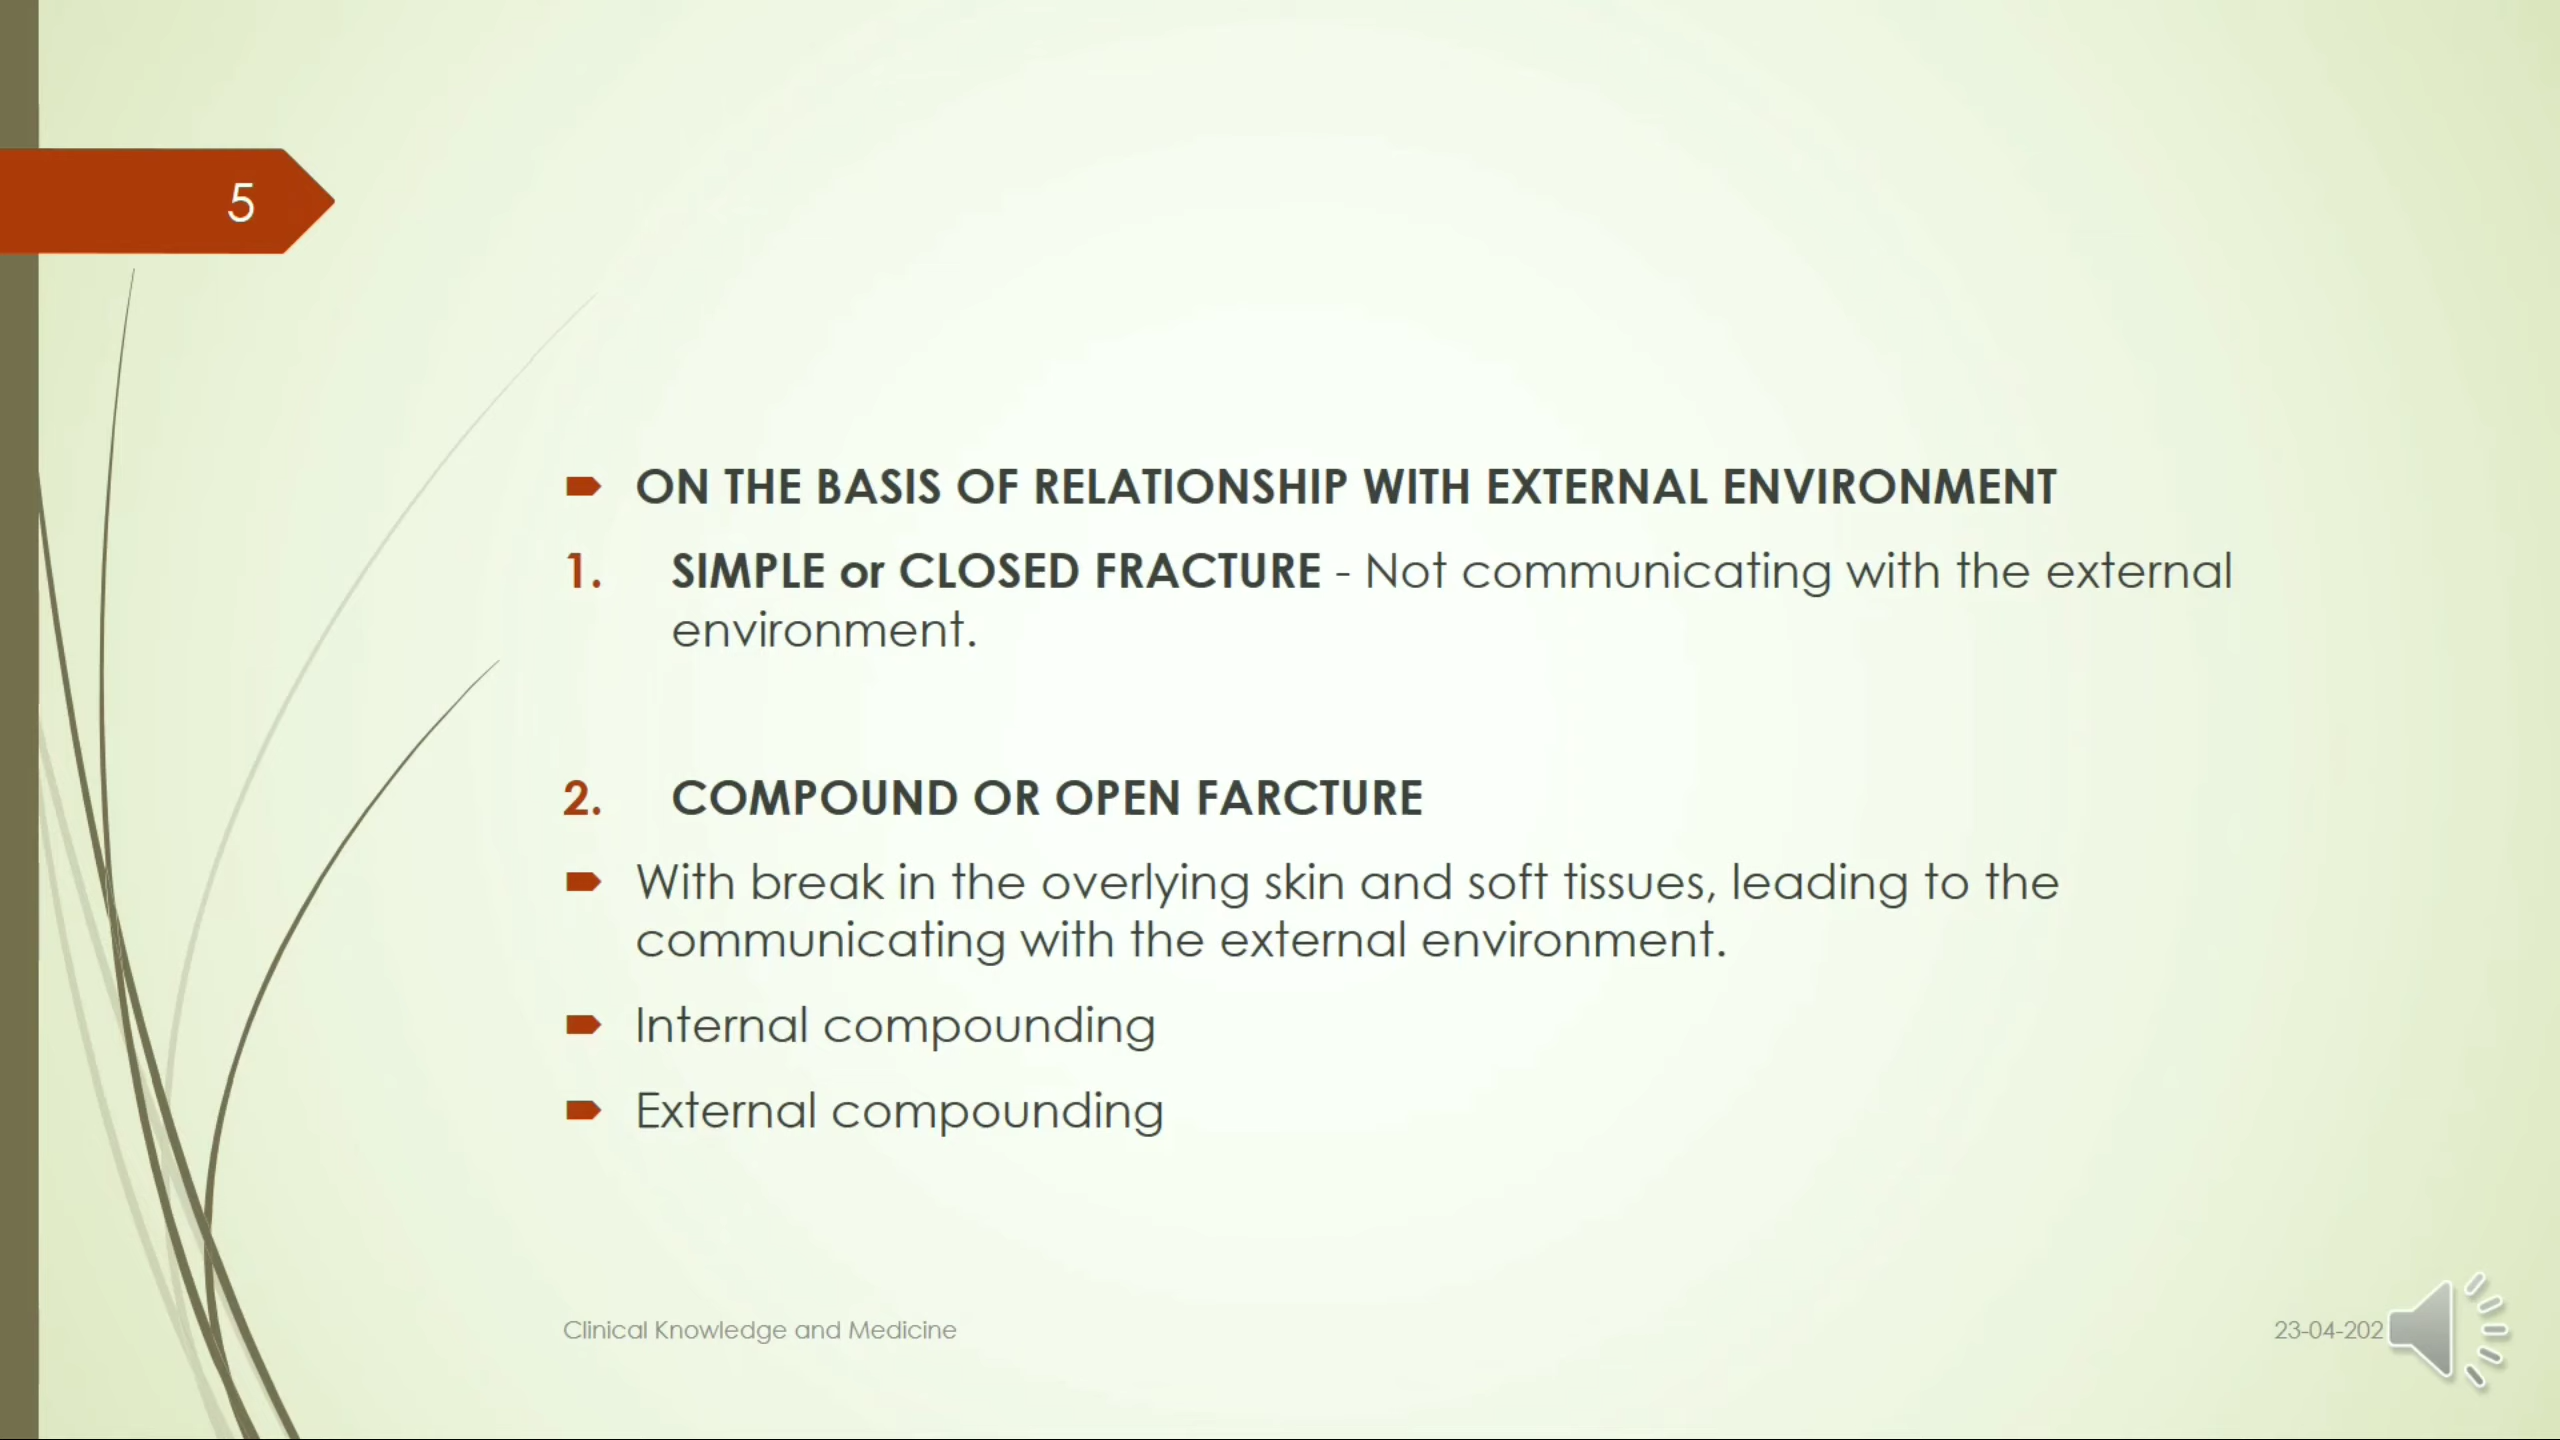 5
ON THE BASIS OF RELATIONSHIP WITH EXTERNAL ENVIRONMENT
1. SIMPLE or CLOSED FRACTURE - Not communicating with the external
environment.
2. COMPOUND OR OPEN FARCTURE
With break in the overlying skin and soft tissues, leading to the
communicating with the external environment.
Internal compounding
External compounding
Clinical Knowledge and Medicine
23-04-202